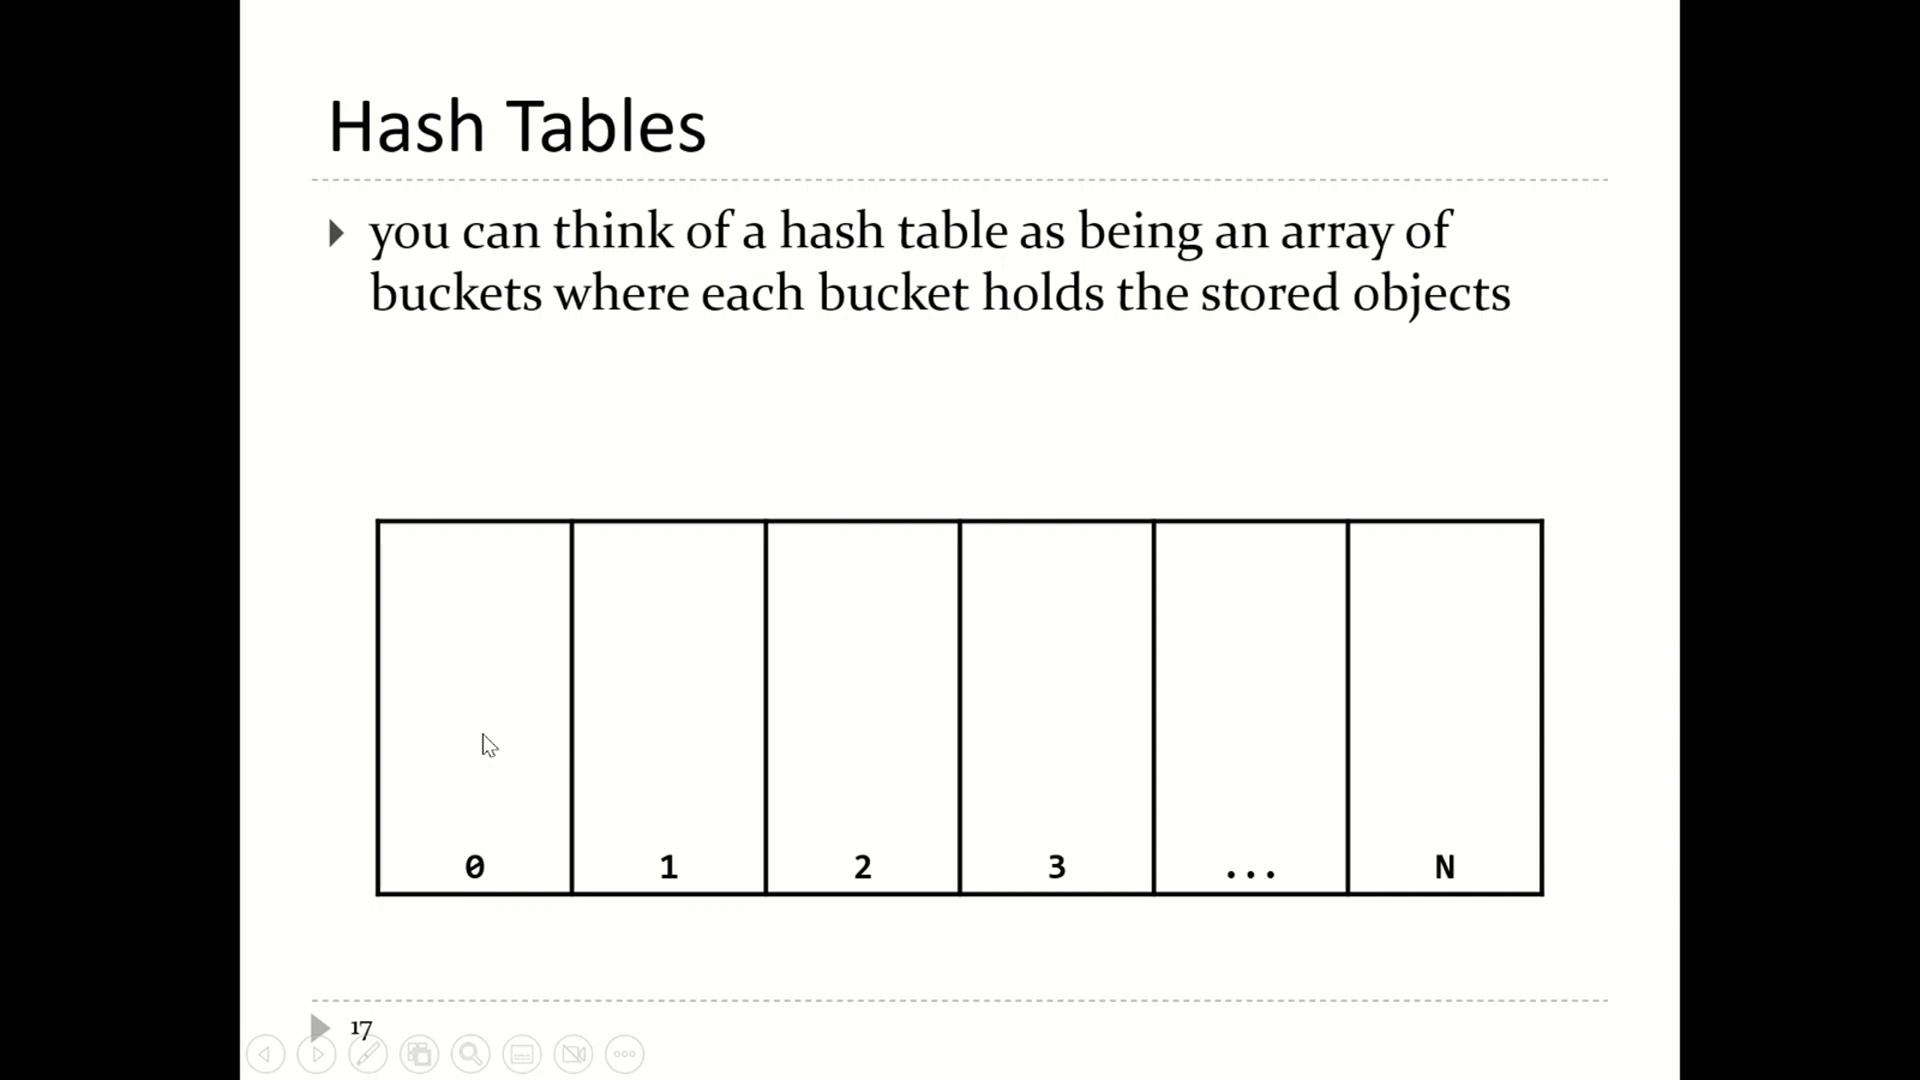 Hash Tables
you can think of a hash table as being an array of
buckets where each bucket holds the stored objects
0 1 2 3 ... N
17